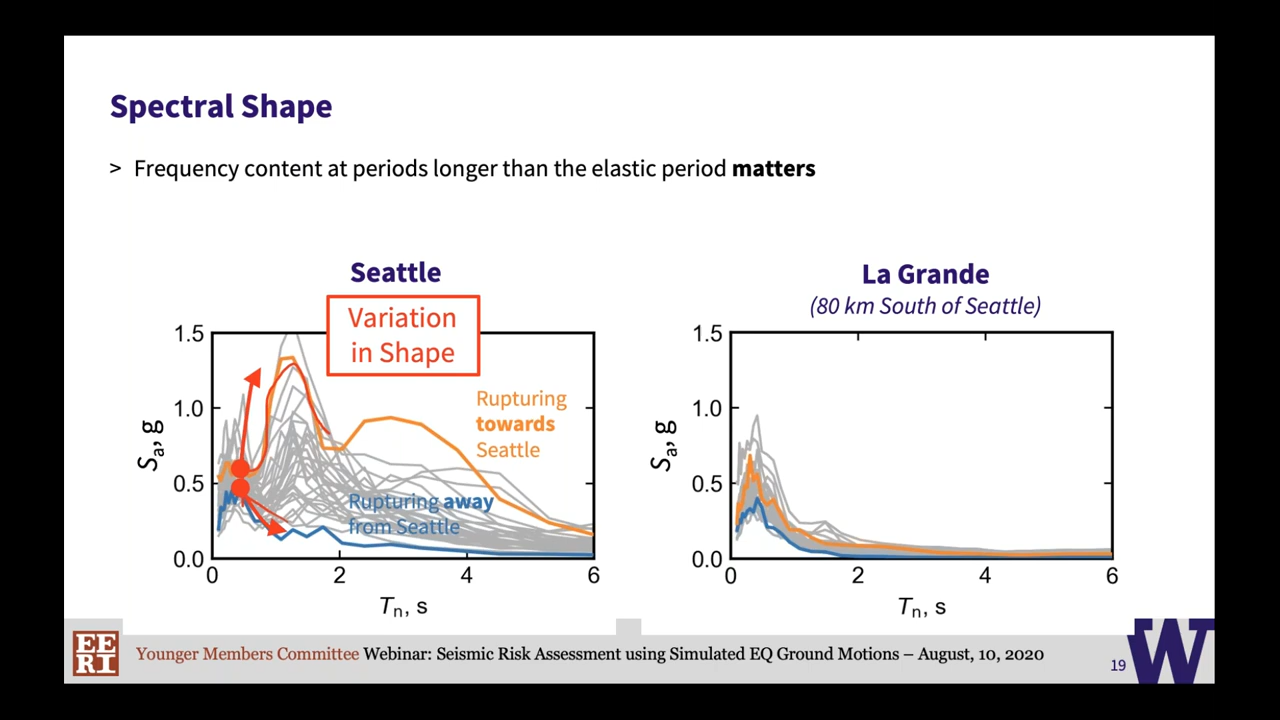 Spectral Shape
> Frequency content at periods longer than the elastic period matters
Seattle
Variation
in Shape
1.5
1.0
0.5
0.0
Sa, g
0
2
4
6
Tn, s
Rupturing
towards
Seattle
Rupturing away
from Seattle
La Grande
(80 km South of Seattle)
1.5
1.0
0.5
0.0
Sa, g
0
2
4
6
Tn, s
EE
RI
Younger Members Committee Webinar: Seismic Risk Assessment using Simulated EQ Ground Motions – August, 10, 2020
19
W